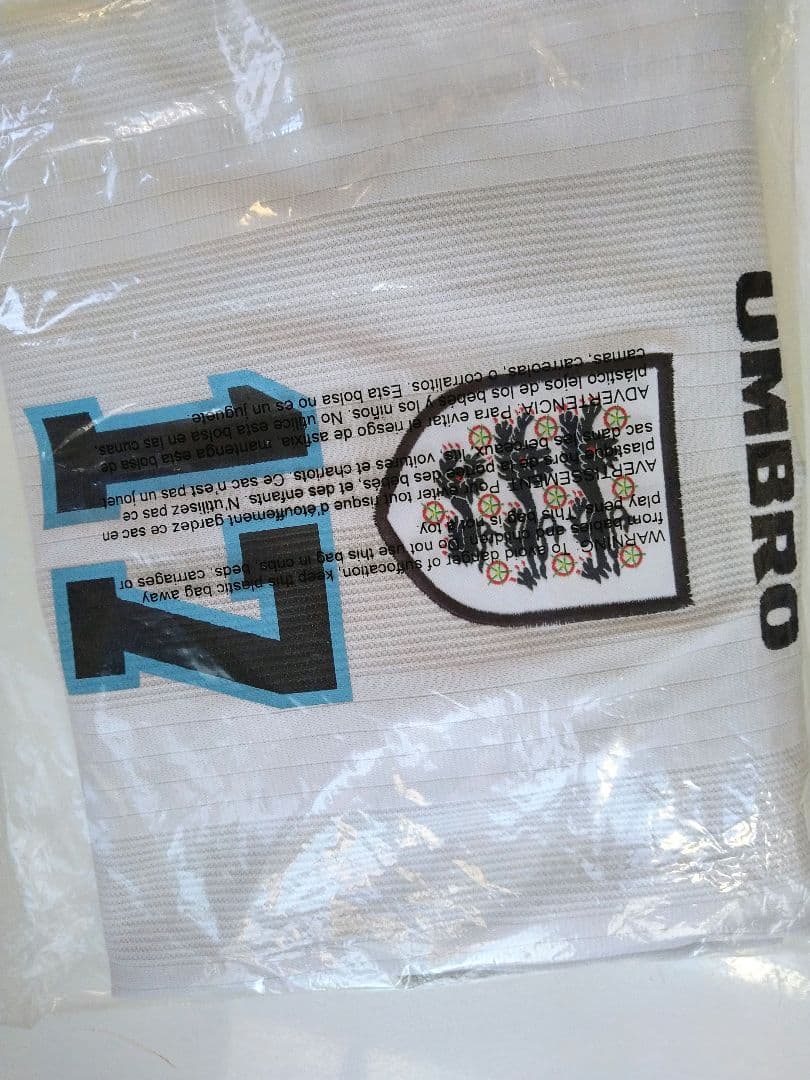 UMBRO
17
WARNING: To avoid danger of suffocation, keep this plastic bag away
from babies and children. Do not use this bag in cribs, beds, carriages or
play pens. This bag is not a toy.
AVERTISSEMENT: Pour éviter tout risque d'étouffement gardez ce sac en
plastique hors de la portée des bébés, et des enfants. N'utilisez pas ce
sac dans les berceaux, lits, voitures et chariots. Ce sac n'est pas un jouet
ADVERTENCIA: Para evitar el riesgo de asfixia, mantenga esta bolsa de
plástico lejos de los bebés y los niños. No utilice esta bolsa en las cunas,
camas, carreolas, o corralitos. Esta bolsa no es un juguete.